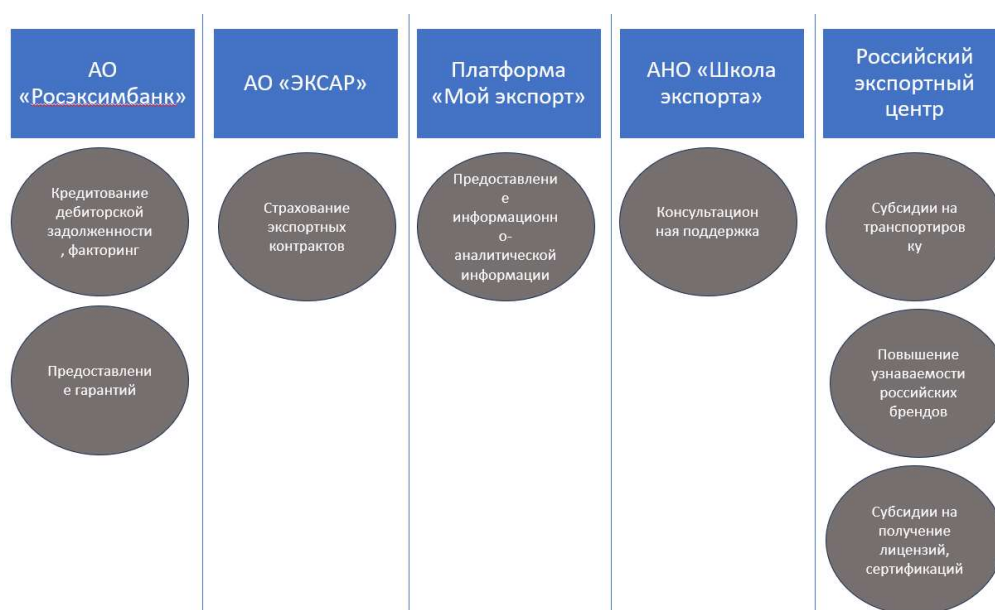 АО
«Росэксимбанк»
АО «ЭКСАР»
Платформа
«Мой экспорт»
АНО «Школа
экспорта»
Российский
экспортный
центр
Кредитование
дебиторской
задолженности
, факторинг
Страхование
экспортных
контрактов
Предоставлени
е
информационн
о-
аналитической
информации
Консультацион
ная поддержка
Субсидии на
транспортиров
ку
Предоставлени
е гарантий
Повышение
узнаваемости
российских
брендов
Субсидии на
получение
лицензий,
сертификаций